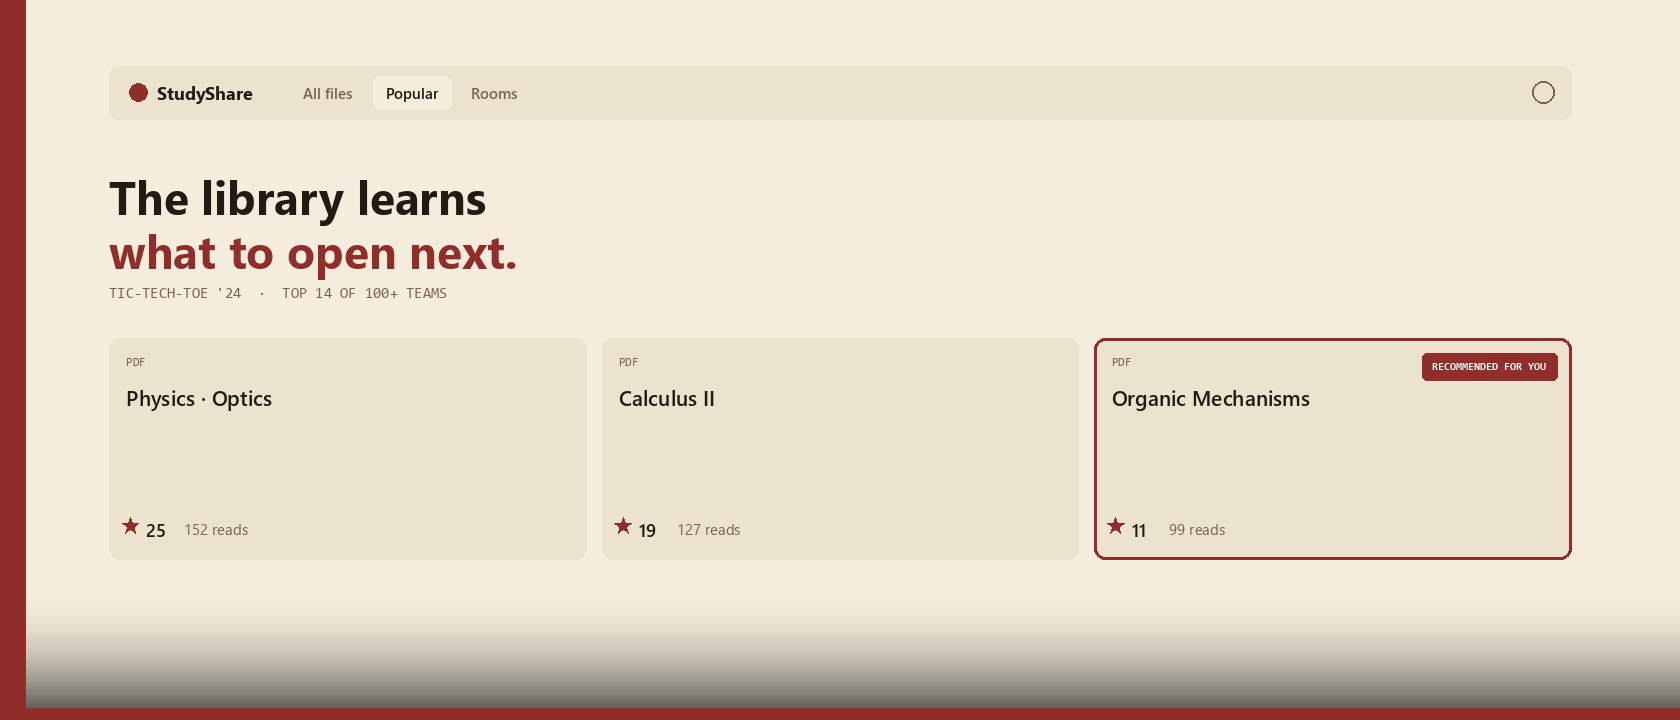 StudyShare All files Popular Rooms
The library learns
what to open next.
TIC-TECH-TOE '24 · TOP 14 OF 100+ TEAMS
PDF
Physics · Optics
25 152 reads
PDF
Calculus II
19 127 reads
PDF
RECOMMENDED FOR YOU
Organic Mechanisms
11 99 reads